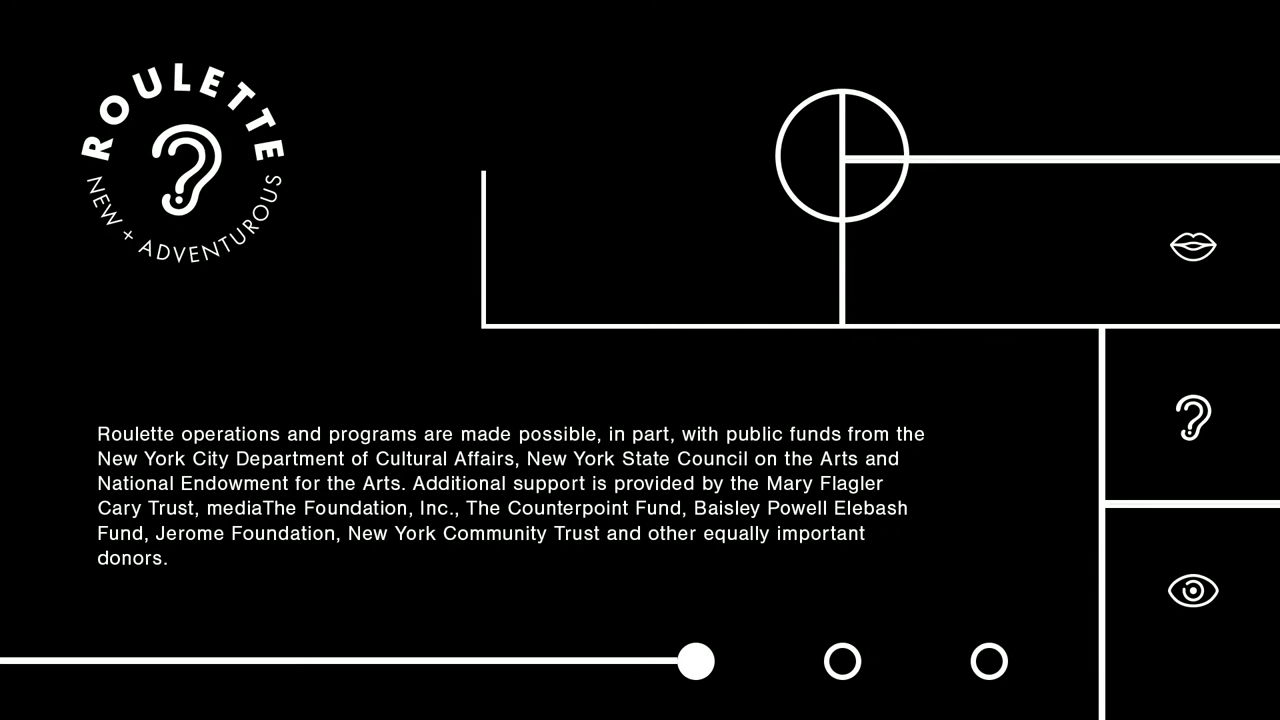 ROULETTE
NEW + ADVENTUROUS
Roulette operations and programs are made possible, in part, with public funds from the
New York City Department of Cultural Affairs, New York State Council on the Arts and
National Endowment for the Arts. Additional support is provided by the Mary Flagler
Cary Trust, mediaThe Foundation, Inc., The Counterpoint Fund, Baisley Powell Elebash
Fund, Jerome Foundation, New York Community Trust and other equally important
donors.